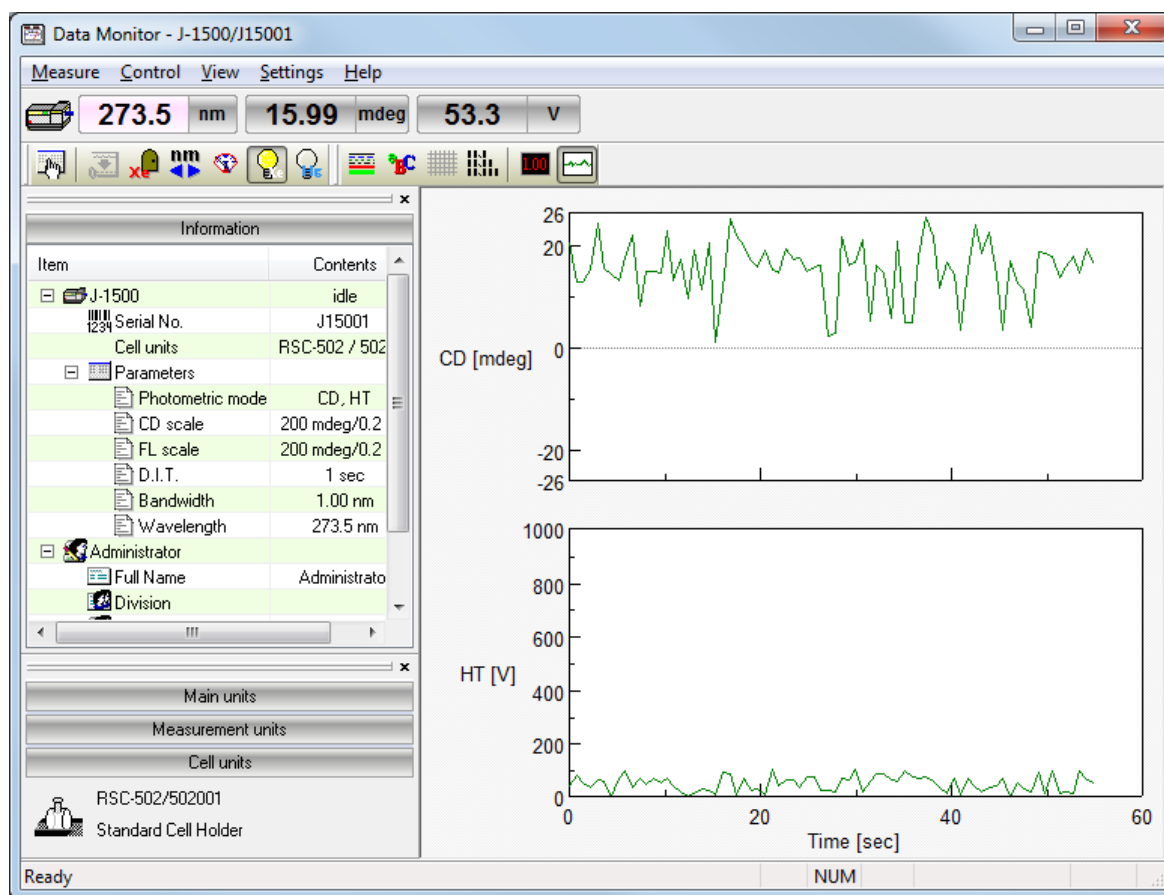 Data Monitor - J-1500/J15001
Measure Control View Settings Help
273.5 nm 15.99 mdeg 53.3 V
xe nm 1.00
Information
Item Contents
J-1500 idle
Serial No. J15001
Cell units RSC-502 / 502
Parameters
Photometric mode CD, HT
CD scale 200 mdeg/0.2
FL scale 200 mdeg/0.2
D.I.T. 1 sec
Bandwidth 1.00 nm
Wavelength 273.5 nm
Administrator
Full Name Administrato
Division
Main units
Measurement units
Cell units
RSC-502/502001
Standard Cell Holder
26
20
0
-20
-26
CD [mdeg]
1000
800
600
400
200
0
HT [V]
0 20 40 60
Time [sec]
Ready NUM